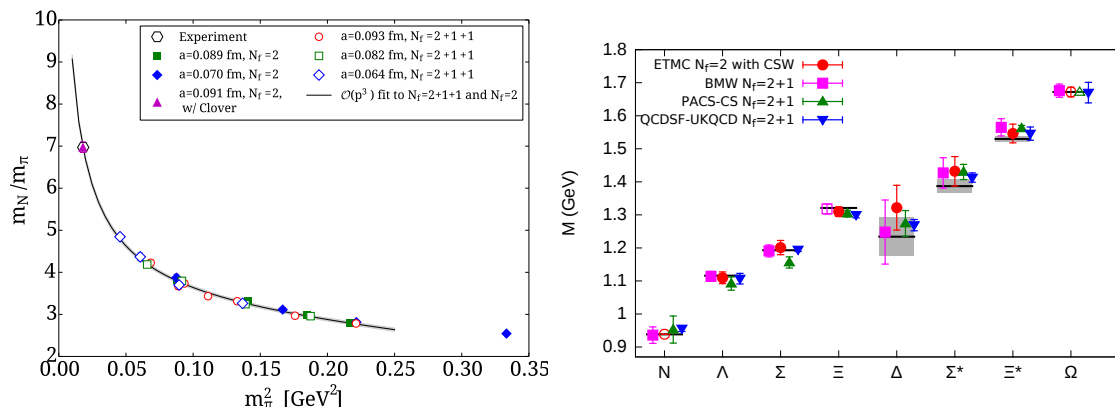 10
9
8
7
6
5
4
3
2
0.00 0.05 0.10 0.15 0.20 0.25 0.30 0.35
m_N/m_π
m_π^2 [GeV^2]
Experiment
a=0.089 fm, N_f=2
a=0.070 fm, N_f=2
a=0.091 fm, N_f=2,
w/ Clover
a=0.093 fm, N_f=2+1+1
a=0.082 fm, N_f=2+1+1
a=0.064 fm, N_f=2+1+1
𝒪(p^3) fit to N_f=2+1+1 and N_f=2
1.8
1.7
1.6
1.5
1.4
1.3
1.2
1.1
1
0.9
M (GeV)
ETMC N_f=2 with CSW
BMW N_f=2+1
PACS-CS N_f=2+1
QCDSF-UKQCD N_f=2+1
N Λ Σ Ξ Δ Σ* Ξ* Ω